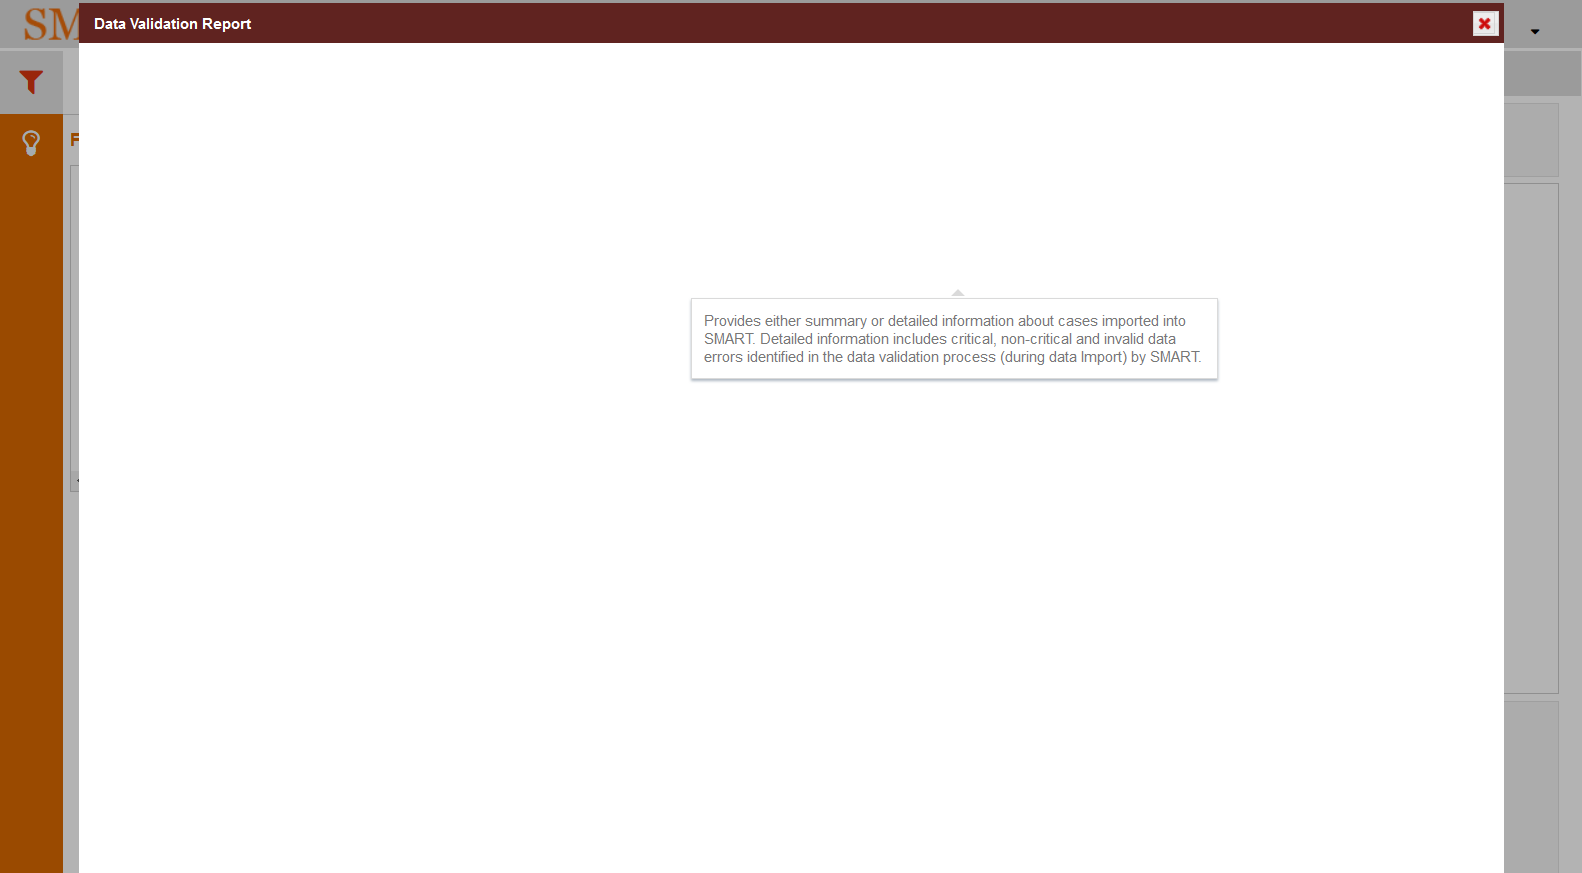 SM
Data Validation Report
F
Provides either summary or detailed information about cases imported into
SMART. Detailed information includes critical, non-critical and invalid data
errors identified in the data validation process (during data Import) by SMART.